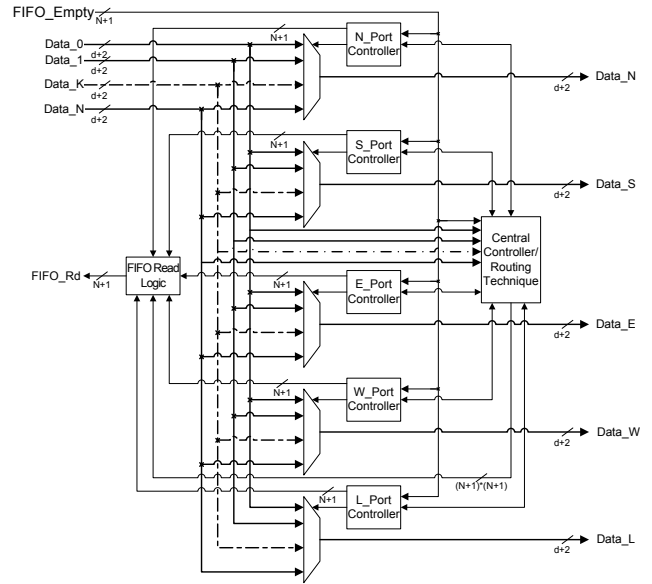 FIFO_Empty
N+1
N+1
N_Port
Controller
Data_0
d+2
Data_1
d+2
Data_K
d+2
Data_N
d+2
d+2
Data_N
N+1
S_Port
Controller
d+2
Data_S
Central
Controller/
Routing
Technique
FIFO_Rd
N+1
FIFO Read
Logic
N+1
E_Port
Controller
d+2
Data_E
N+1
W_Port
Controller
d+2
Data_W
(N+1)*(N+1)
N+1
L_Port
Controller
d+2
Data_L